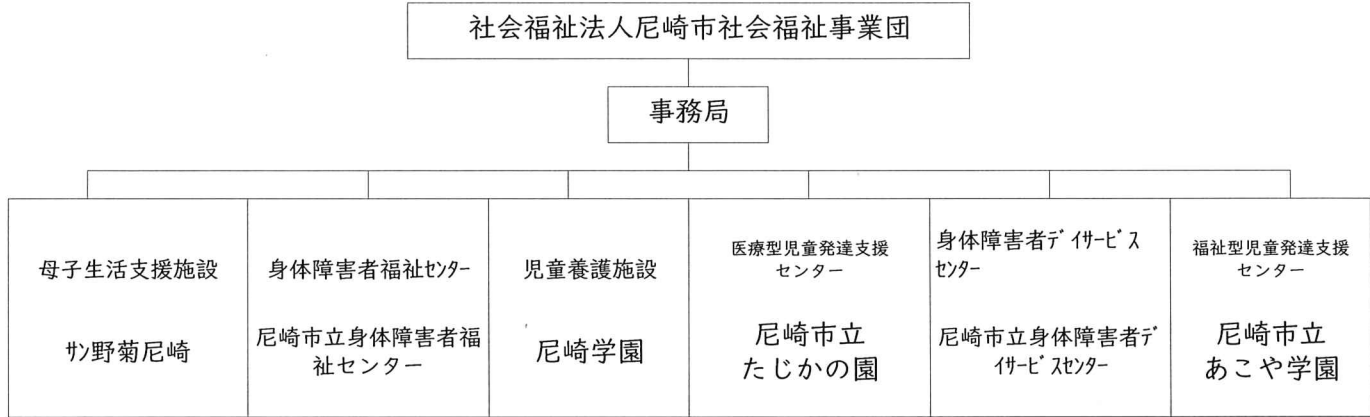 社会福祉法人尼崎市社会福祉事業団
事務局
母子生活支援施設
サン野菊尼崎
身体障害者福祉センター
尼崎市立身体障害者福
祉センター
児童養護施設
尼崎学園
医療型児童発達支援
センター
尼崎市立
たじかの園
身体障害者デイサービス
センター
尼崎市立身体障害者デ
イサービスセンター
福祉型児童発達支援
センター
尼崎市立
あこや学園